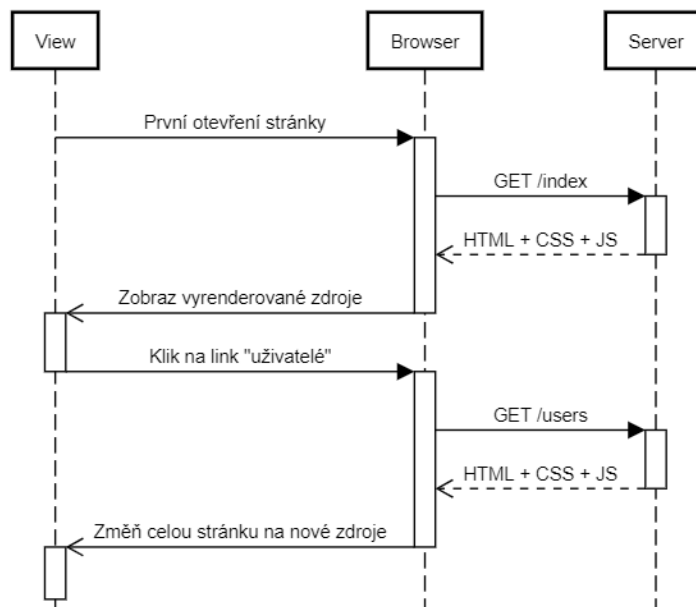 View
Browser
Server
První otevření stránky
GET /index
HTML + CSS + JS
Zobraz vyrenderované zdroje
Klik na link "uživatelé"
GET /users
HTML + CSS + JS
Změň celou stránku na nové zdroje